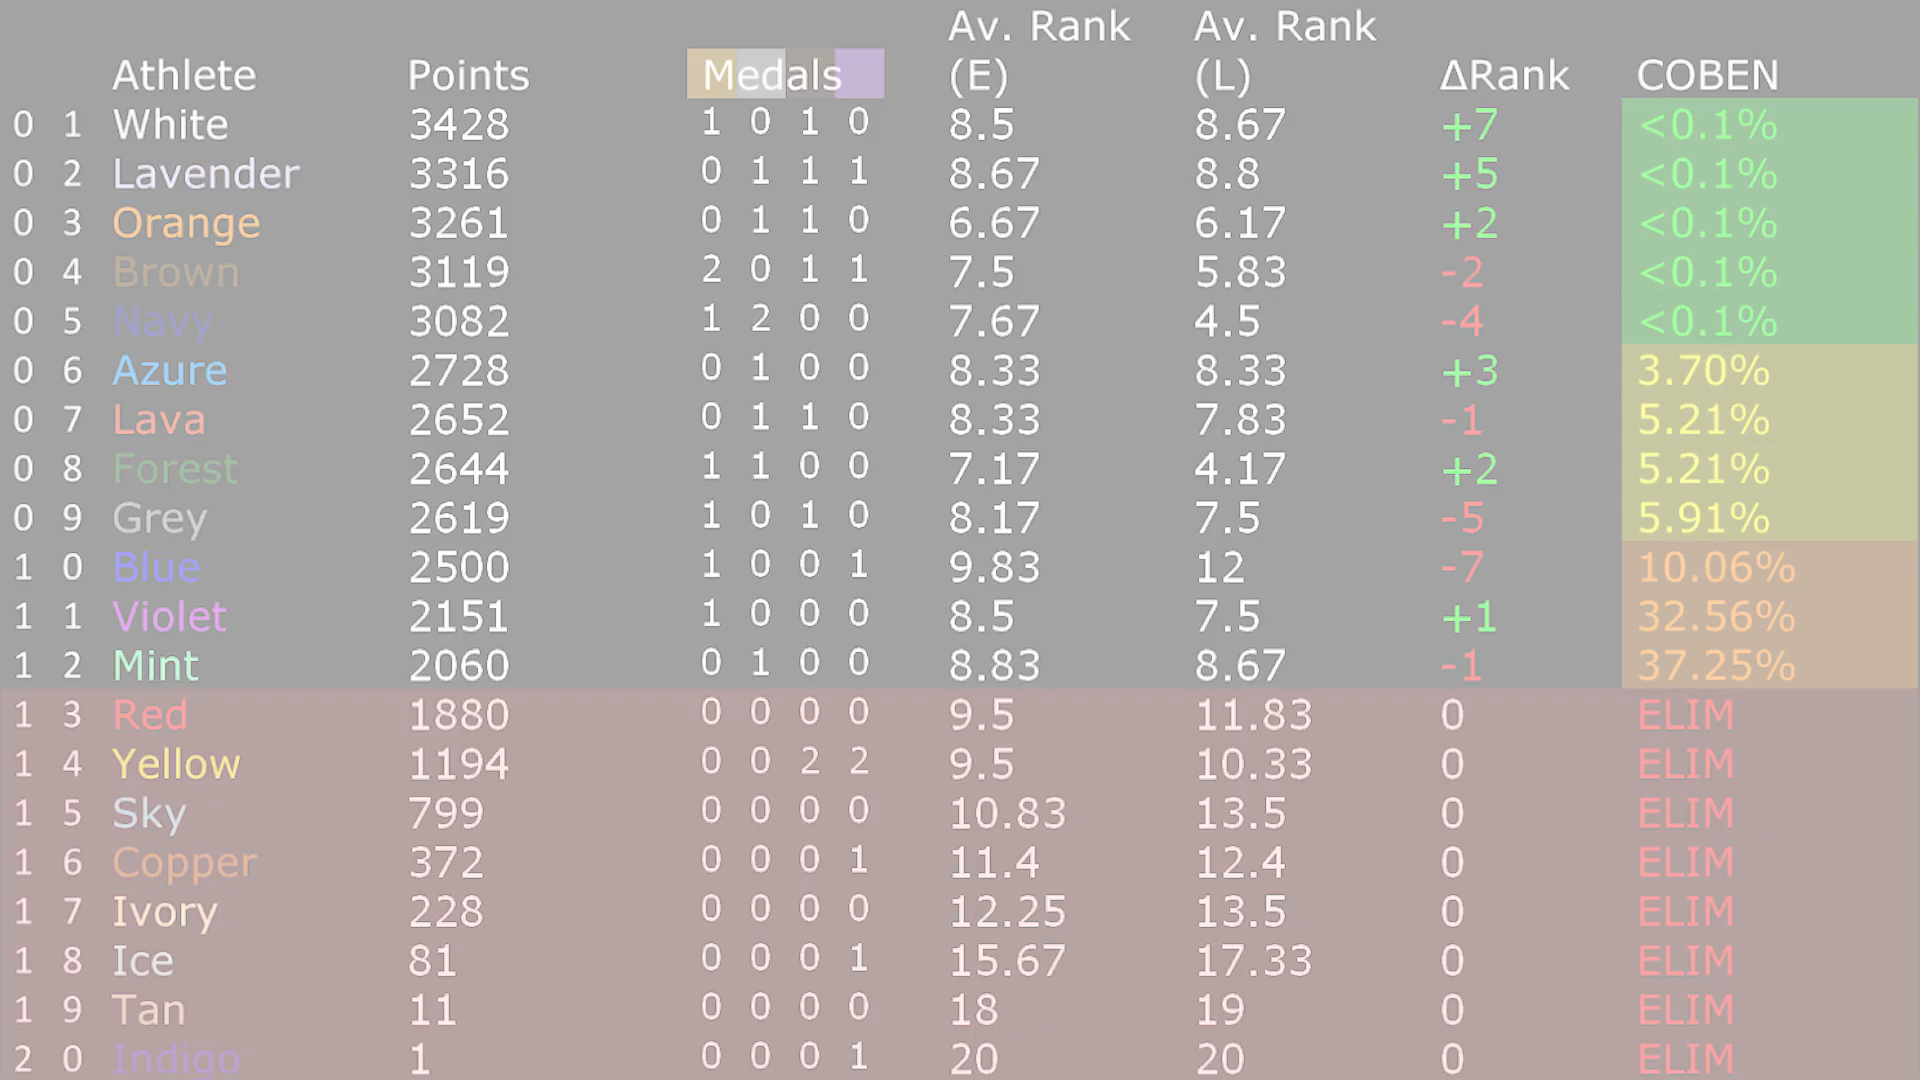 Av. Rank Av. Rank
Athlete Points Medals (E) (L) ΔRank COBEN
0 1 White 3428 1 0 1 0 8.5 8.67 +7 <0.1%
0 2 Lavender 3316 0 1 1 1 8.67 8.8 +5 <0.1%
0 3 Orange 3261 0 1 1 0 6.67 6.17 +2 <0.1%
0 4 Brown 3119 2 0 1 1 7.5 5.83 -2 <0.1%
0 5 Navy 3082 1 2 0 0 7.67 4.5 -4 <0.1%
0 6 Azure 2728 0 1 0 0 8.33 8.33 +3 3.70%
0 7 Lava 2652 0 1 1 0 8.33 7.83 -1 5.21%
0 8 Forest 2644 1 1 0 0 7.17 4.17 +2 5.21%
0 9 Grey 2619 1 0 1 0 8.17 7.5 -5 5.91%
1 0 Blue 2500 1 0 0 1 9.83 12 -7 10.06%
1 1 Violet 2151 1 0 0 0 8.5 7.5 +1 32.56%
1 2 Mint 2060 0 1 0 0 8.83 8.67 -1 37.25%
1 3 Red 1880 0 0 0 0 9.5 11.83 0 ELIM
1 4 Yellow 1194 0 0 2 2 9.5 10.33 0 ELIM
1 5 Sky 799 0 0 0 0 10.83 13.5 0 ELIM
1 6 Copper 372 0 0 0 1 11.4 12.4 0 ELIM
1 7 Ivory 228 0 0 0 0 12.25 13.5 0 ELIM
1 8 Ice 81 0 0 0 1 15.67 17.33 0 ELIM
1 9 Tan 11 0 0 0 0 18 19 0 ELIM
2 0 Indigo 1 0 0 0 1 20 20 0 ELIM